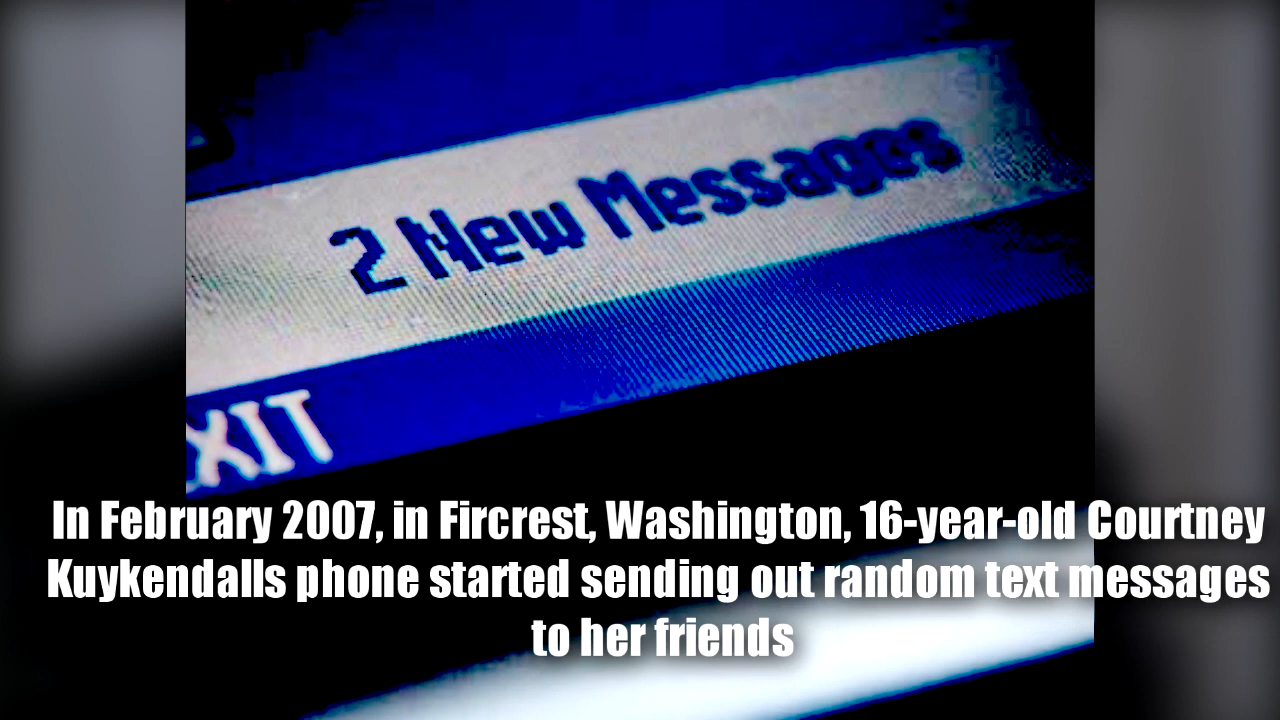 2 New Messages
XIT
In February 2007, in Fircrest, Washington, 16-year-old Courtney
Kuykendalls phone started sending out random text messages
to her friends